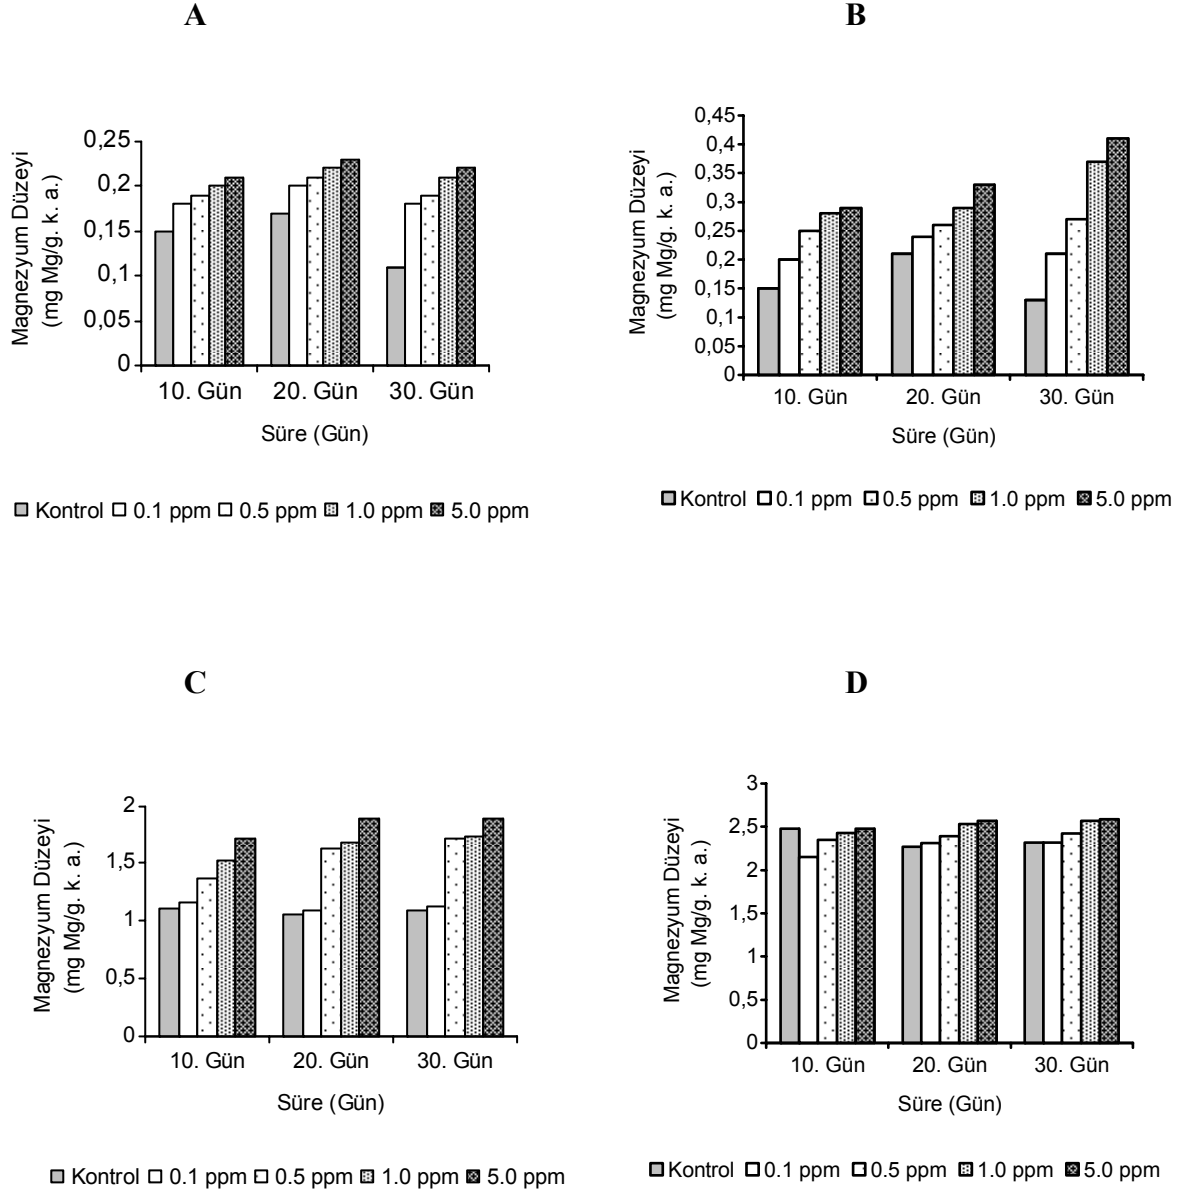 A
Magnezyum Düzeyi
(mg Mg/g. k. a.)
0,25
0,2
0,15
0,1
0,05
0
10. Gün 20. Gün 30. Gün
Süre (Gün)
Kontrol 0.1 ppm 0.5 ppm 1.0 ppm 5.0 ppm
B
Magnezyum Düzeyi
(mg Mg/g. k. a.)
0,45
0,4
0,35
0,3
0,25
0,2
0,15
0,1
0,05
0
10. Gün 20. Gün 30. Gün
Süre (Gün)
Kontrol 0.1 ppm 0.5 ppm 1.0 ppm 5.0 ppm
C
Magnezyum Düzeyi
(mg Mg/g. k. a.)
2
1,5
1
0,5
0
10. Gün 20. Gün 30. Gün
Süre (Gün)
Kontrol 0.1 ppm 0.5 ppm 1.0 ppm 5.0 ppm
D
Magnezyum Düzeyi
(mg Mg/g. k. a.)
3
2,5
2
1,5
1
0,5
0
10. Gün 20. Gün 30. Gün
Süre (Gün)
Kontrol 0.1 ppm 0.5 ppm 1.0 ppm 5.0 ppm